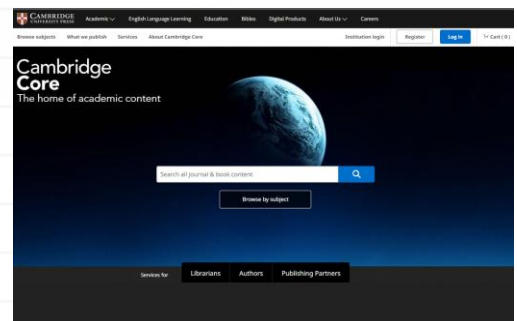 CAMBRIDGE
UNIVERSITY PRESS
Academic English Language Learning Education Bibles Digital Products About Us Careers
Browse subjects What we publish Services About Cambridge Core Institution login Register Log in Cart ( 0 )
Cambridge
Core
The home of academic content
Search all journal & book content
Browse by subject
Services for Librarians Authors Publishing Partners